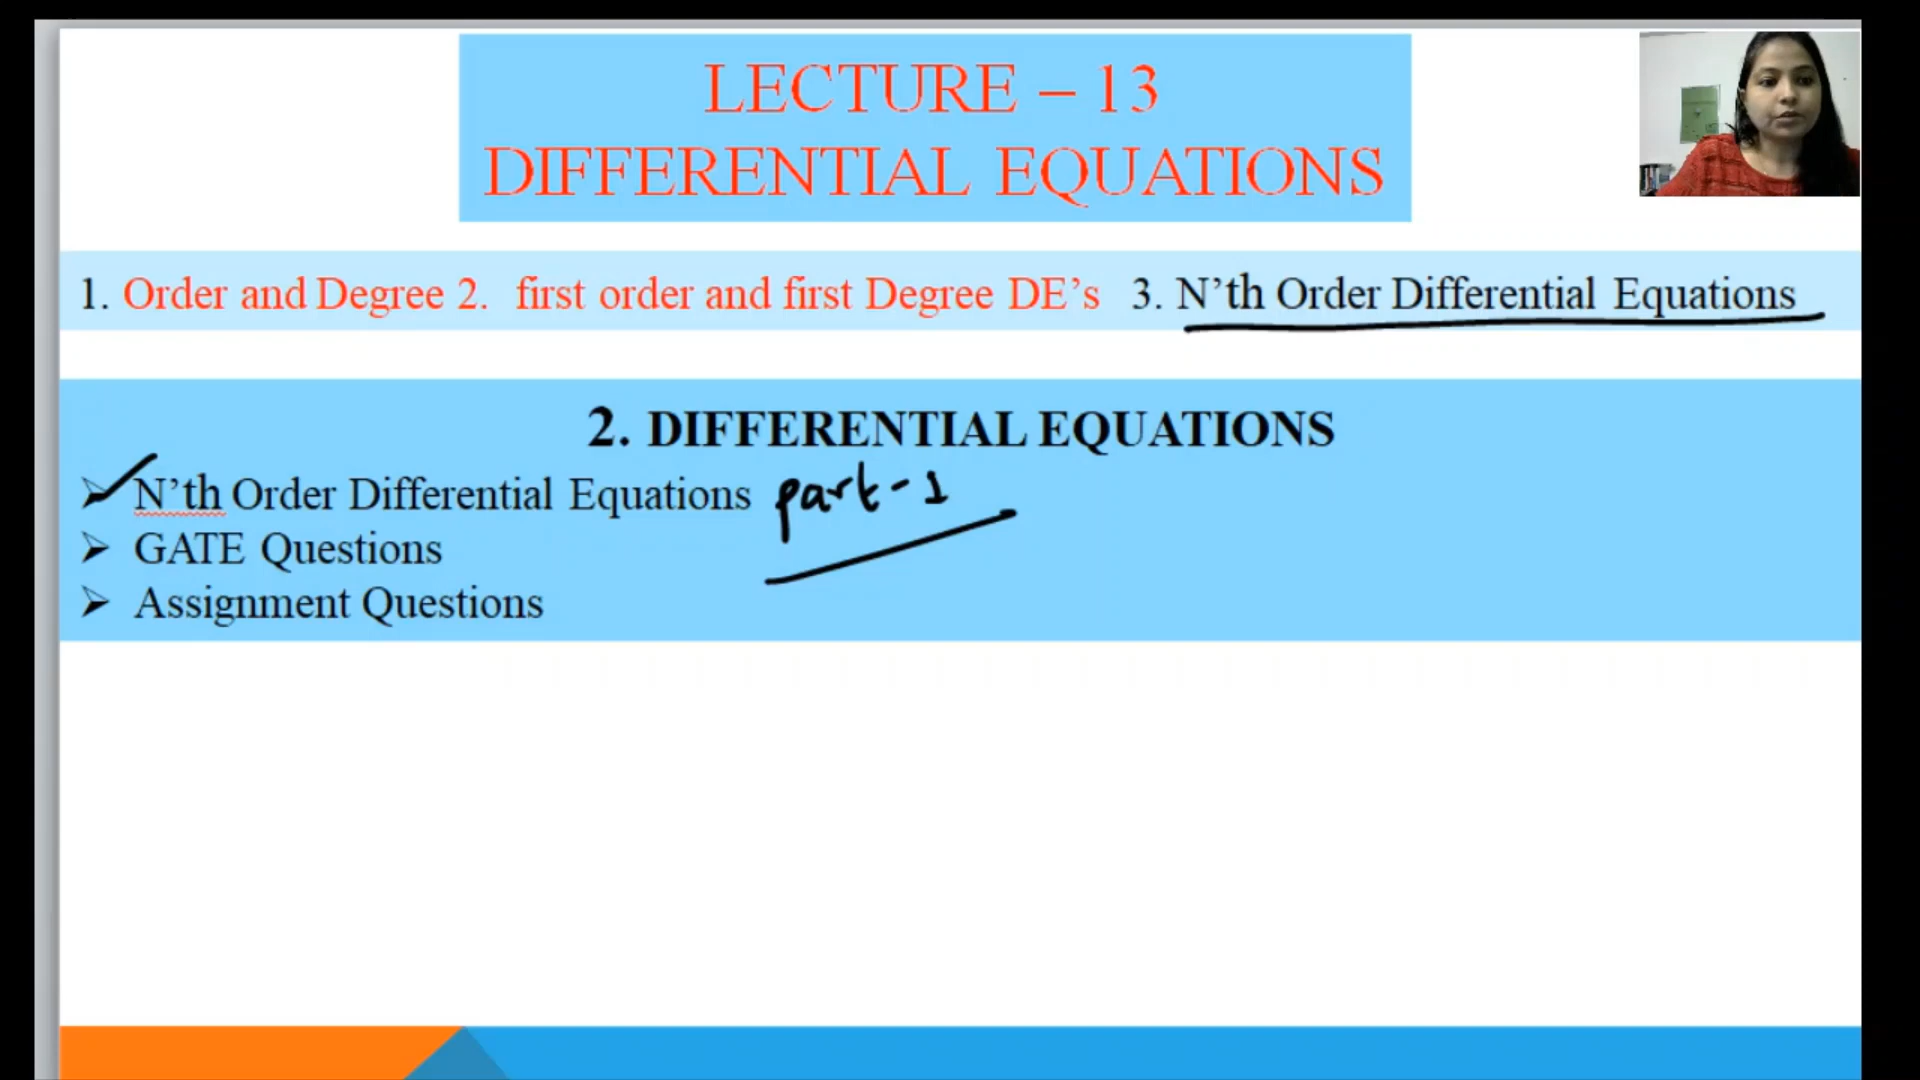 LECTURE – 13
DIFFERENTIAL EQUATIONS
1. Order and Degree 2. first order and first Degree DE’s 3. N’th Order Differential Equations
2. DIFFERENTIAL EQUATIONS
➢ N’th Order Differential Equations part-1
➢ GATE Questions
➢ Assignment Questions